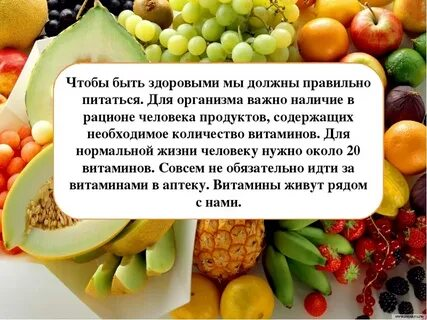 Чтобы быть здоровыми мы должны правильно
питаться. Для организма важно наличие в
рационе человека продуктов, содержащих
необходимое количество витаминов. Для
нормальной жизни человеку нужно около 20
витаминов. Совсем не обязательно идти за
витаминами в аптеку. Витамины живут рядом
с нами.